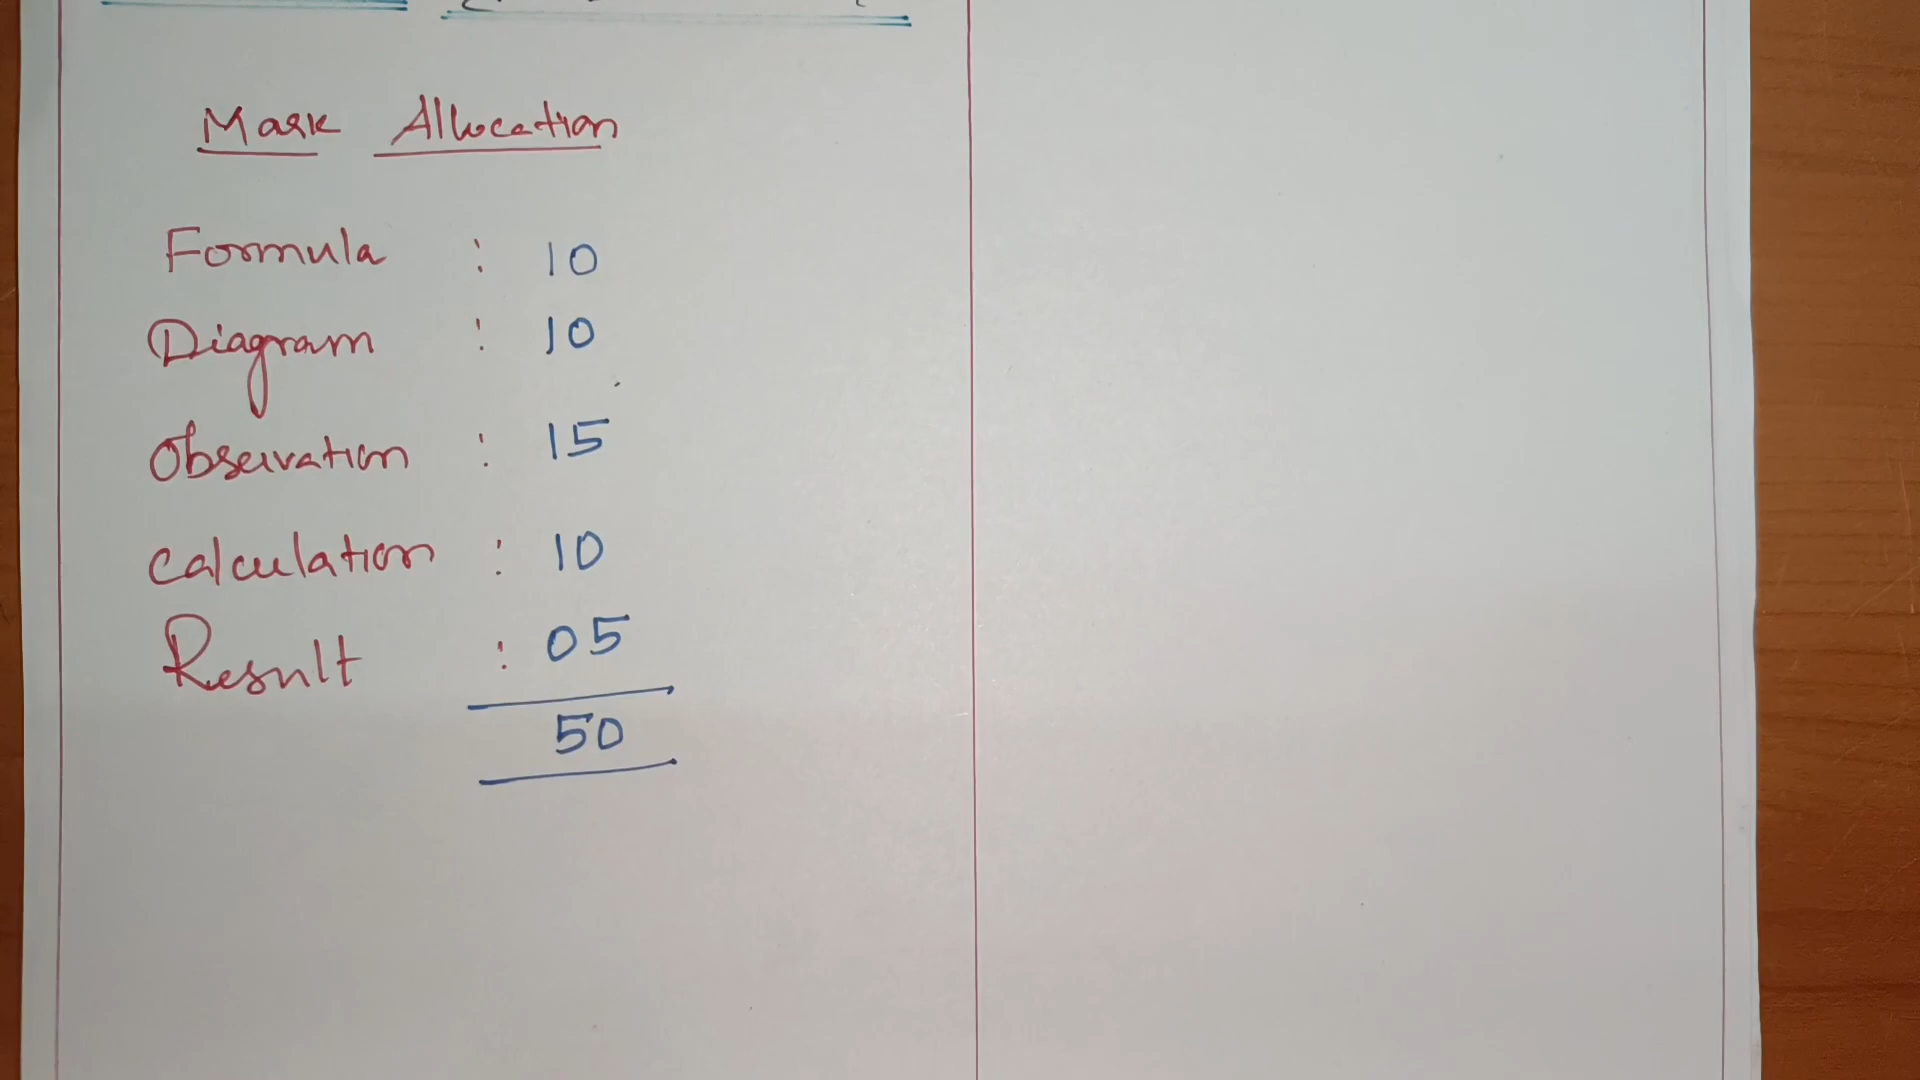 Mark Allocation
Formula : 10
Diagram : 10
Observation : 15
Calculation : 10
Result : 05
50